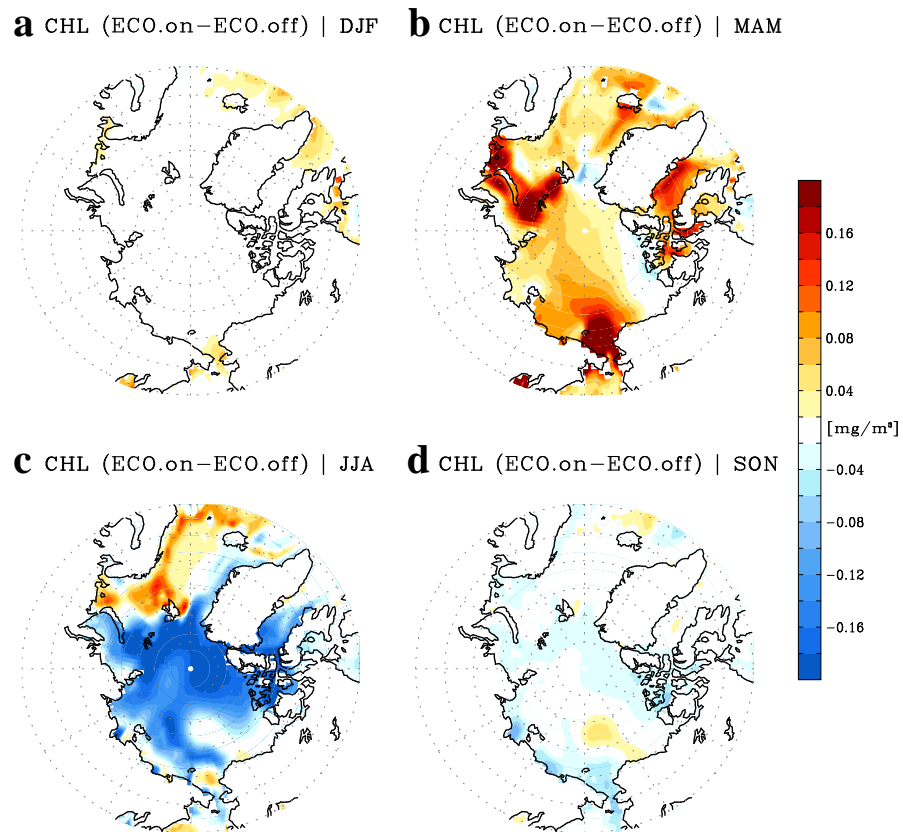 a CHL (ECO.on−ECO.off) | DJF
b CHL (ECO.on−ECO.off) | MAM
0.16
0.12
0.08
0.04
[mg/m³]
−0.04
−0.08
−0.12
−0.16
c CHL (ECO.on−ECO.off) | JJA
d CHL (ECO.on−ECO.off) | SON